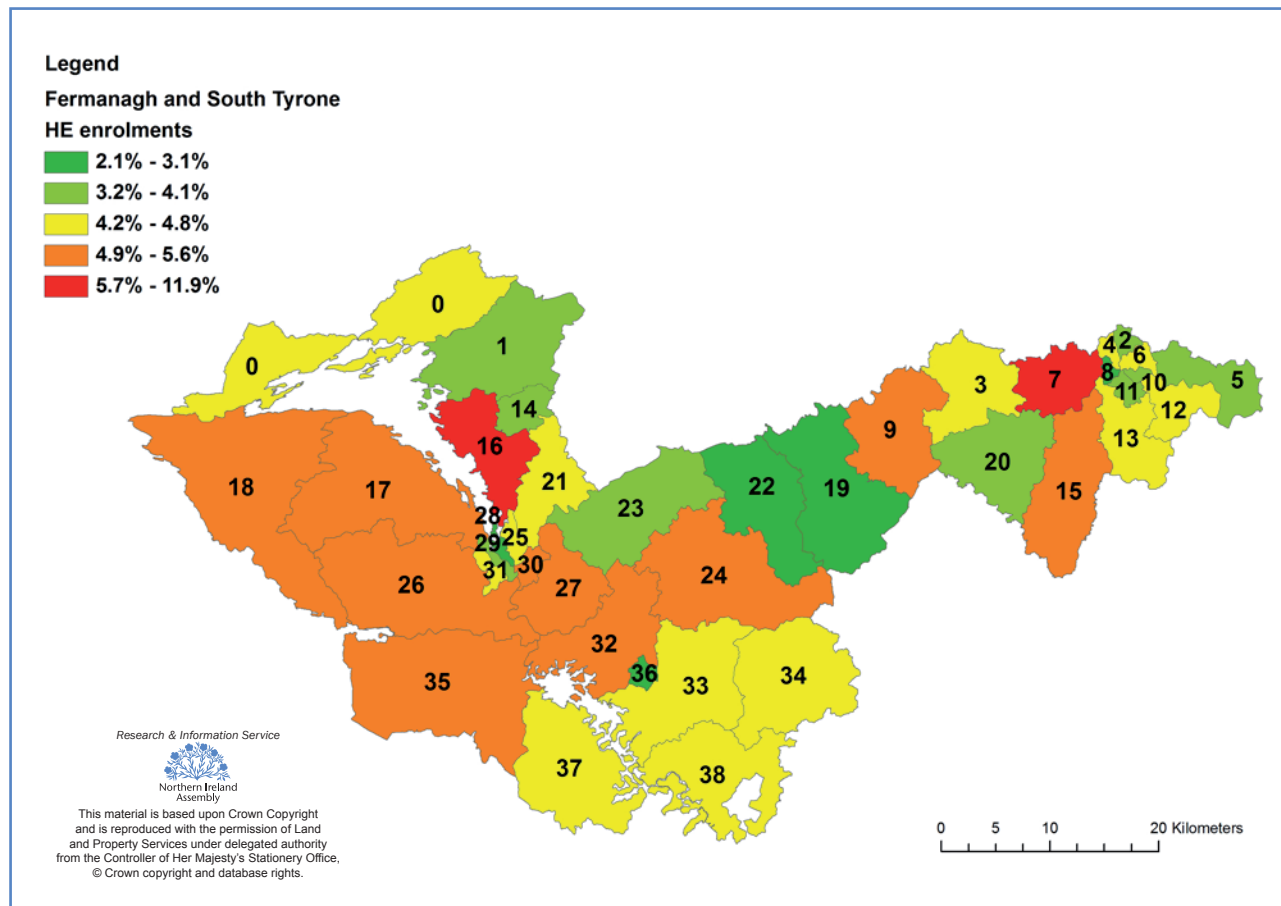 Legend
Fermanagh and South Tyrone
HE enrolments
2.1% - 3.1%
3.2% - 4.1%
4.2% - 4.8%
4.9% - 5.6%
5.7% - 11.9%
0
0
1
2
4
6
3
7
8
10
5
11
14
12
9
13
16
20
18
17
21
15
22
19
23
28
25
29
30
31
26
27
24
32
36
35
33
34
37
38
Research & Information Service
Northern Ireland
Assembly
This material is based upon Crown Copyright
and is reproduced with the permission of Land
and Property Services under delegated authority
from the Controller of Her Majesty's Stationery Office,
© Crown copyright and database rights.
0 5 10 20 Kilometers